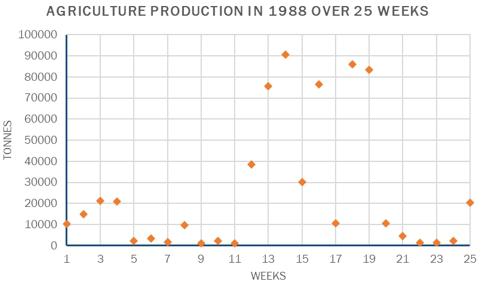 AGRICULTURE PRODUCTION IN 1988 OVER 25 WEEKS
100000
90000
80000
70000
60000
50000
40000
30000
20000
10000
0
TONNES
1 3 5 7 9 11 13 15 17 19 21 23 25
WEEKS